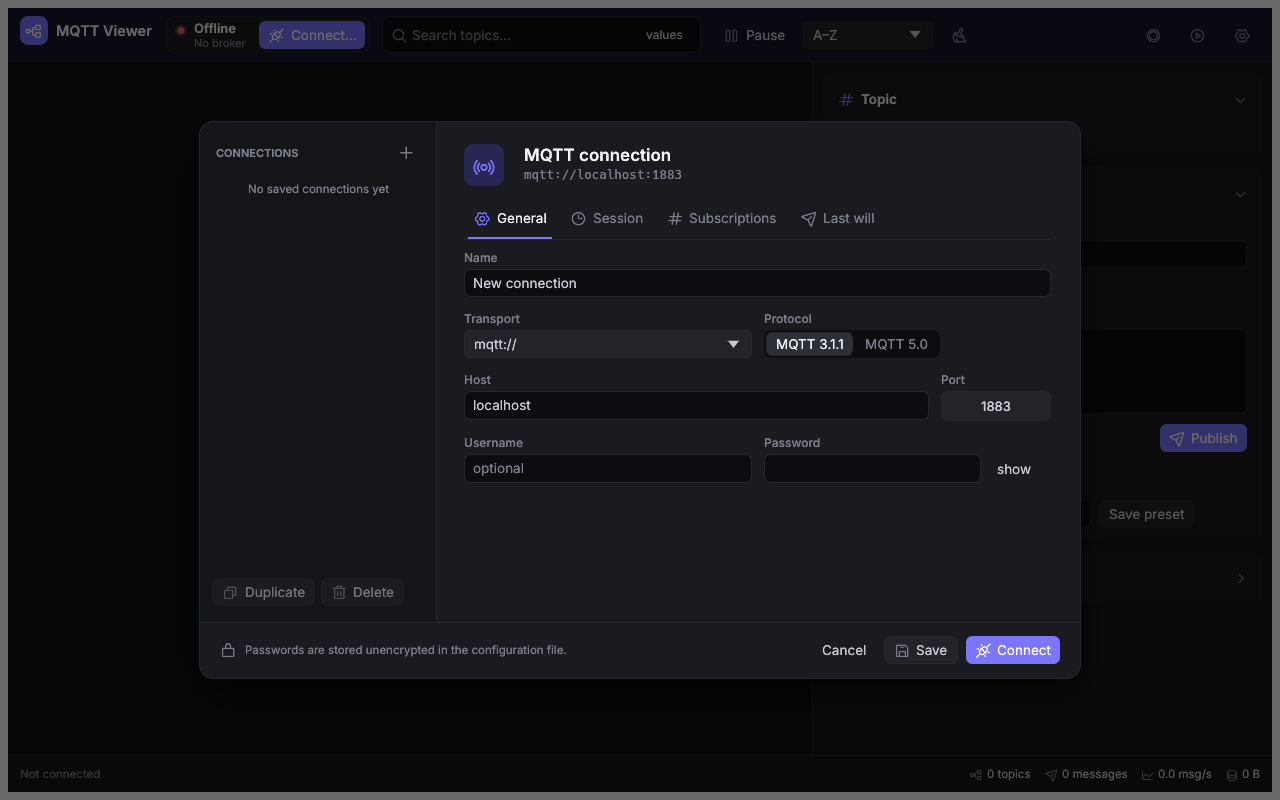 MQTT Viewer
Offline
No broker
Connect...
Search topics...
values
Pause
A–Z
# Topic
CONNECTIONS
No saved connections yet
Duplicate
Delete
MQTT connection
mqtt://localhost:1883
General
Session
# Subscriptions
Last will
Name
New connection
Transport
Protocol
mqtt://
MQTT 3.1.1
MQTT 5.0
Host
Port
localhost
1883
Username
Password
optional
show
Publish
Save preset
Passwords are stored unencrypted in the configuration file.
Cancel
Save
Connect
Not connected
0 topics
0 messages
0.0 msg/s
0 B